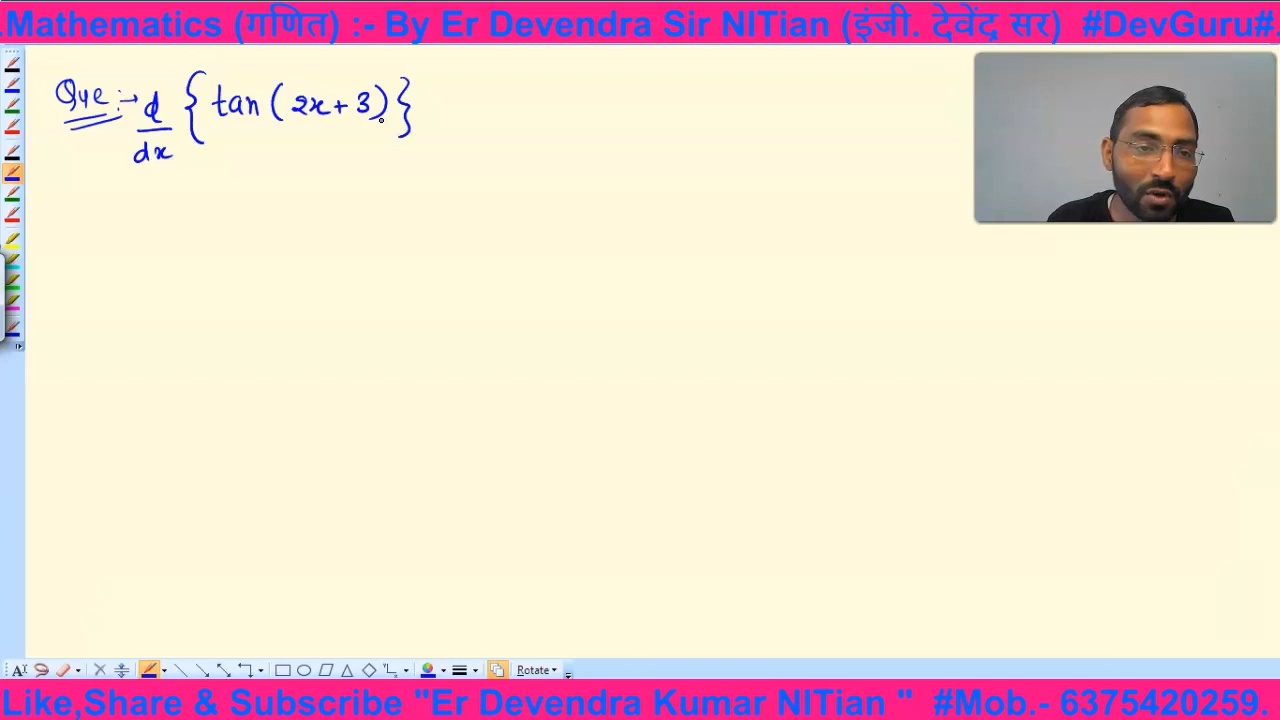 .Mathematics (गणित) :- By Er Devendra Sir NITian (इंजी. देवेंद्र सर) #DevGuru#.
Que :→ d/dx { tan ( 2x + 3 ) }
Rotate
Like,Share & Subscribe "Er Devendra Kumar NITian " #Mob.- 6375420259.